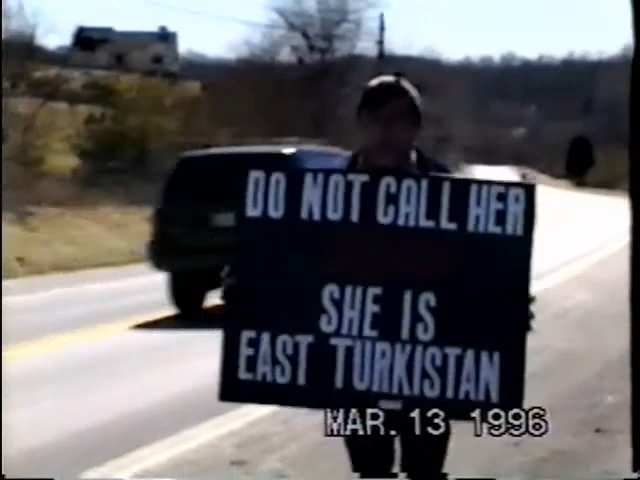 DO NOT CALL HER
SHE IS
EAST TURKISTAN
MAR. 13 1996